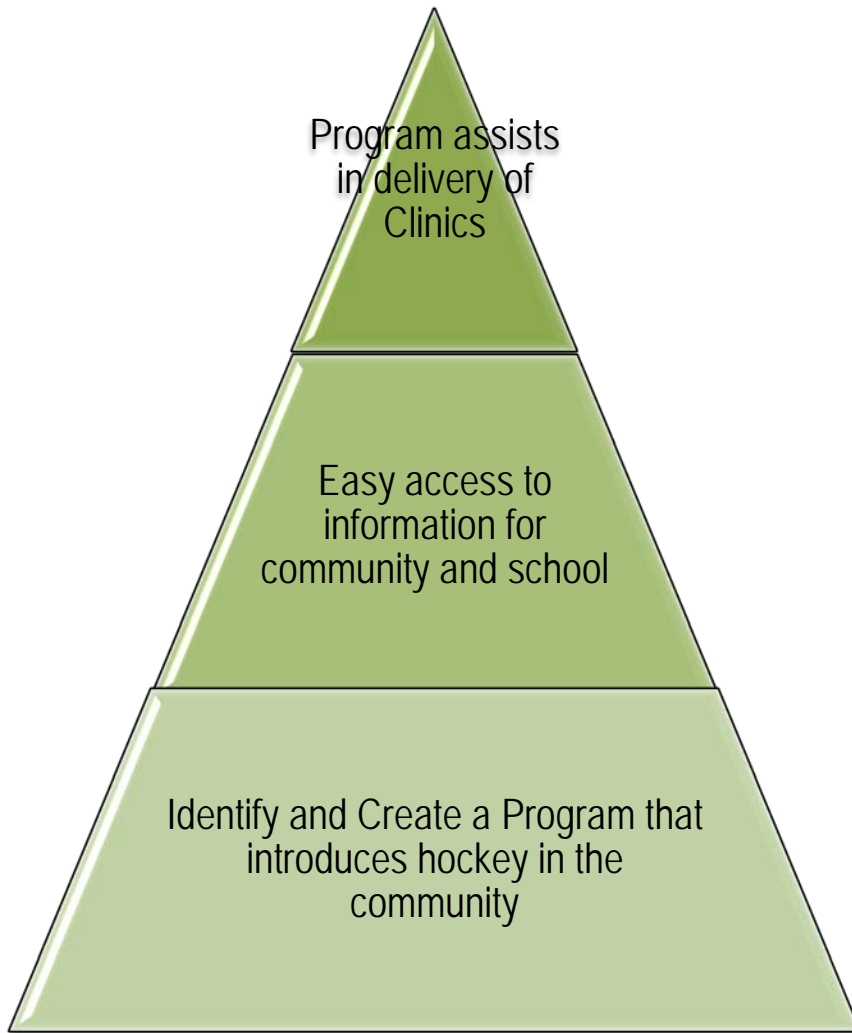 Program assists
in delivery of
Clinics
Easy access to
information for
community and school
Identify and Create a Program that
introduces hockey in the
community